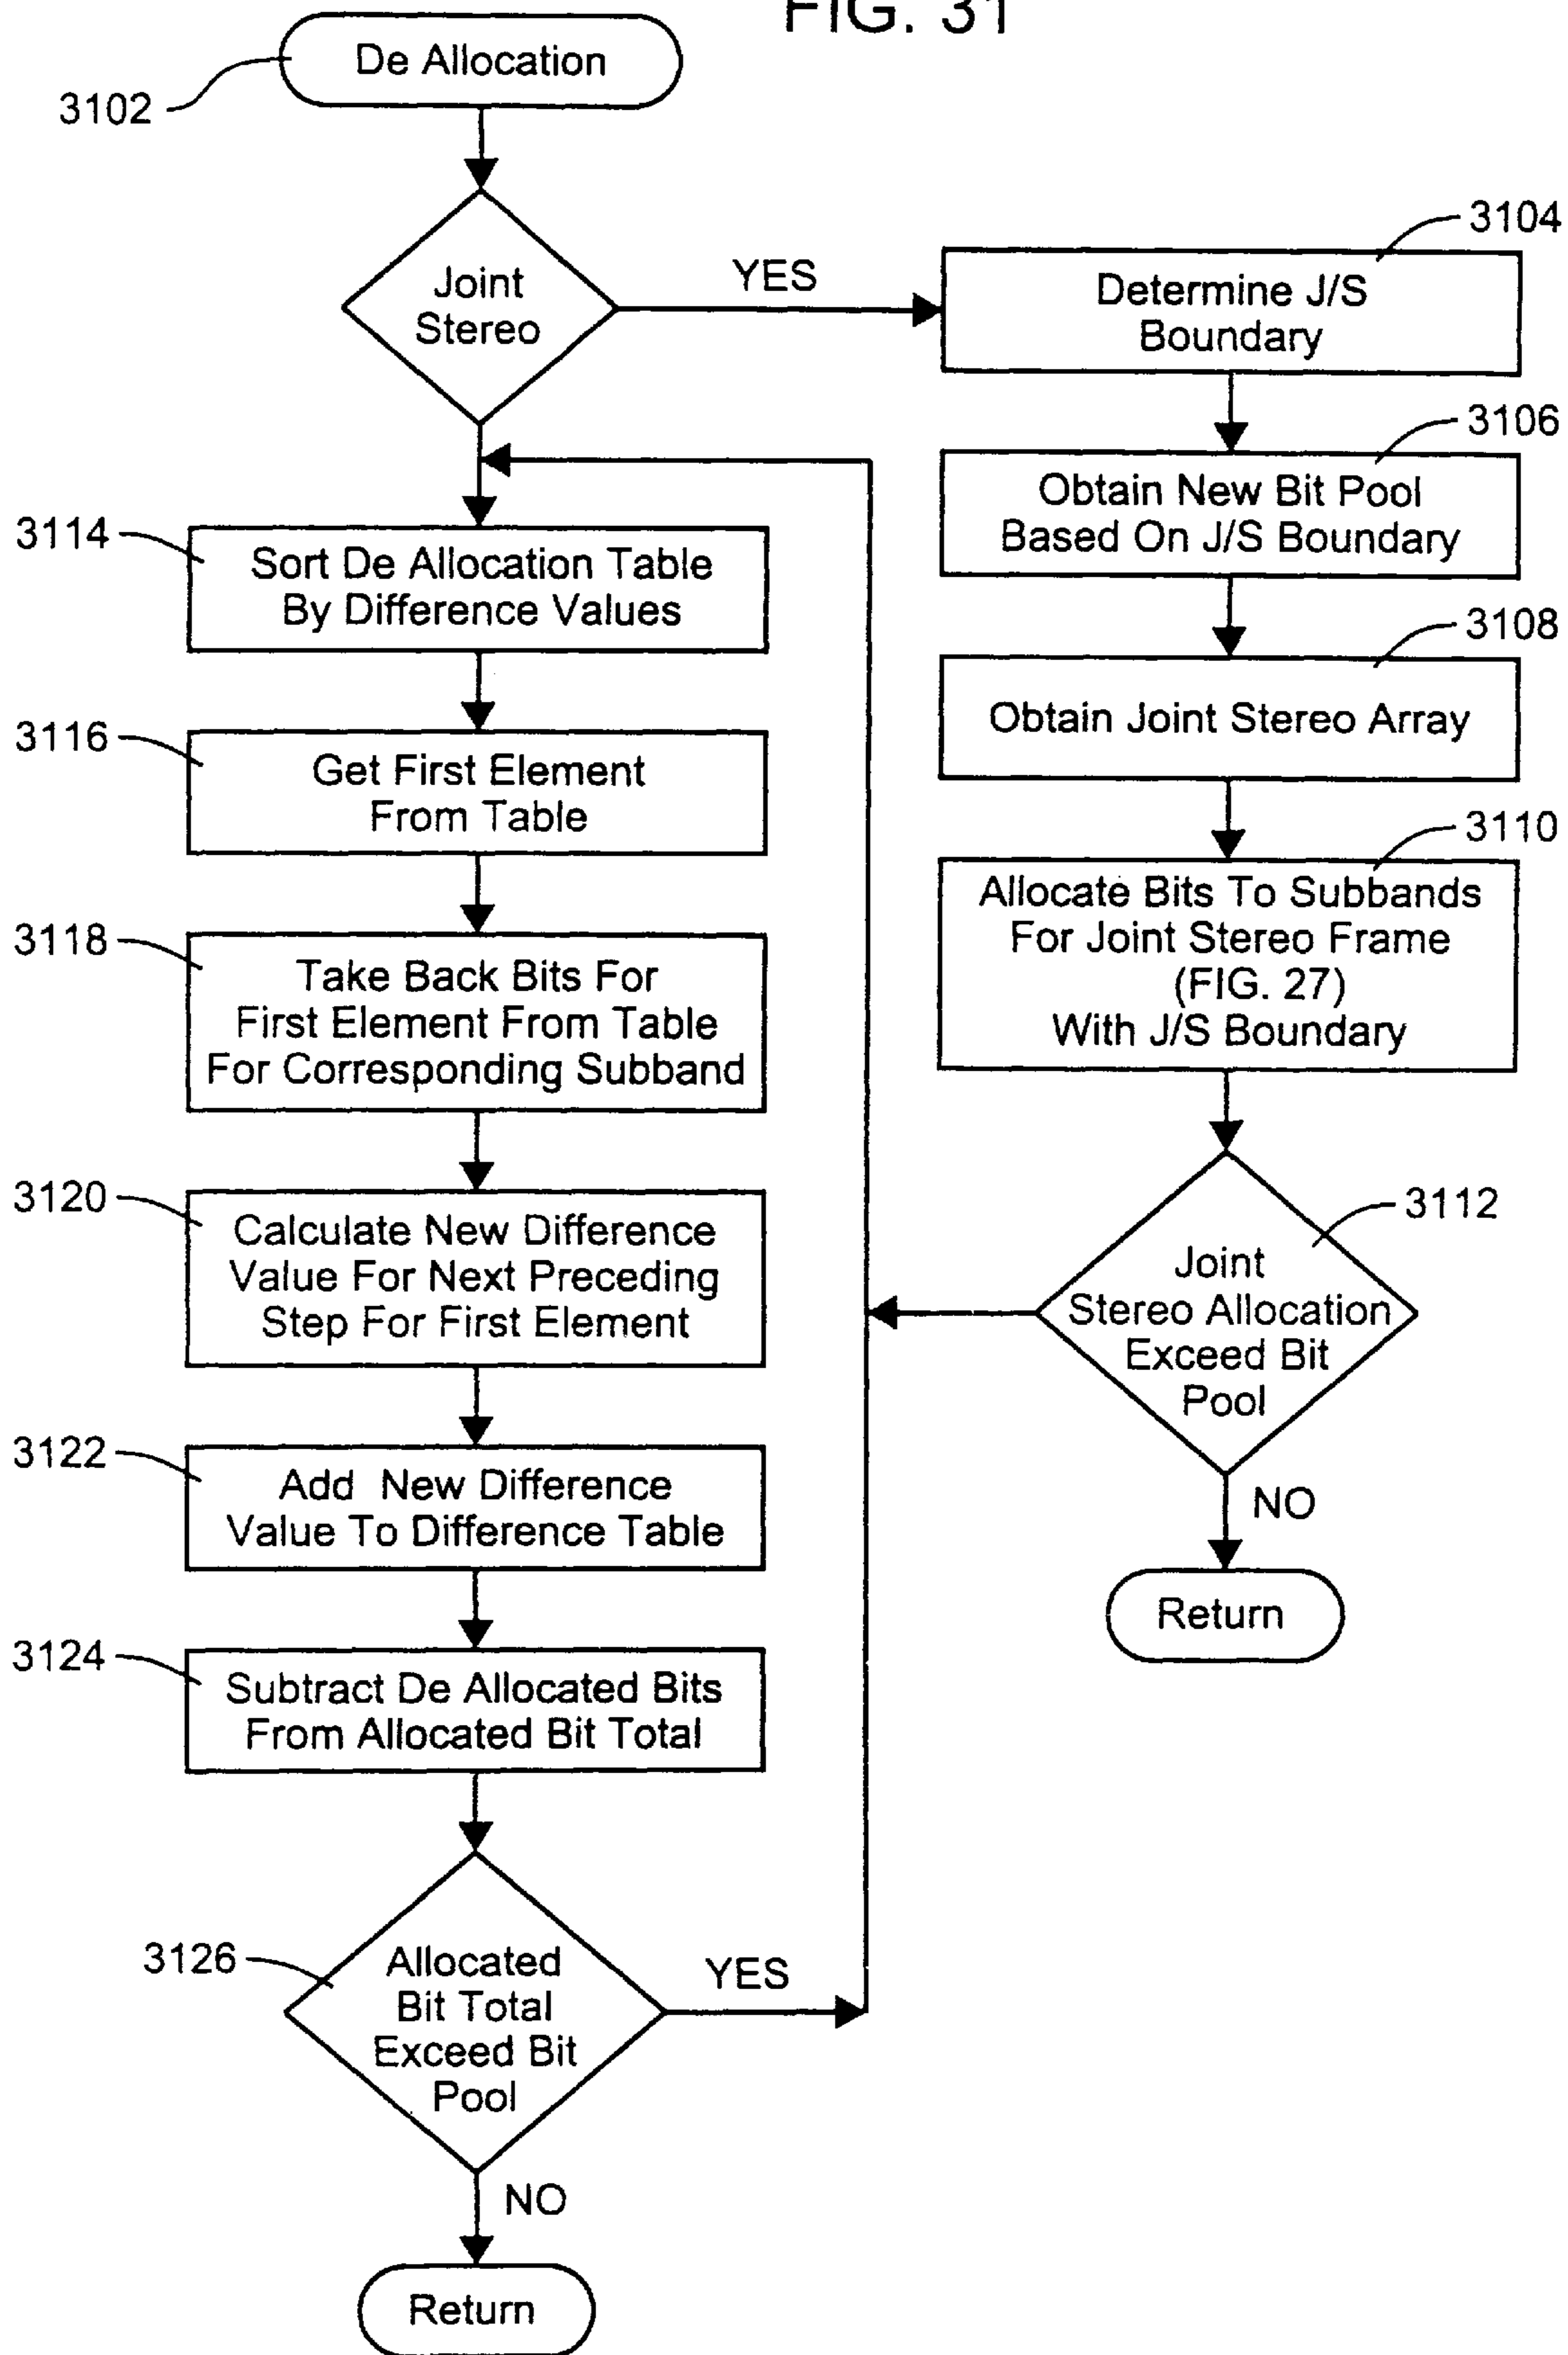 FIG. 31
De Allocation
3102
Joint
Stereo
YES
3104
Determine J/S
Boundary
3106
Obtain New Bit Pool
Based On J/S Boundary
3108
Obtain Joint Stereo Array
3110
Allocate Bits To Subbands
For Joint Stereo Frame
(FIG. 27)
With J/S Boundary
3112
Joint
Stereo Allocation
Exceed Bit
Pool
NO
Return
3114
Sort De Allocation Table
By Difference Values
3116
Get First Element
From Table
3118
Take Back Bits For
First Element From Table
For Corresponding Subband
3120
Calculate New Difference
Value For Next Preceding
Step For First Element
3122
Add New Difference
Value To Difference Table
3124
Subtract De Allocated Bits
From Allocated Bit Total
3126
Allocated
Bit Total
Exceed Bit
Pool
YES
NO
Return